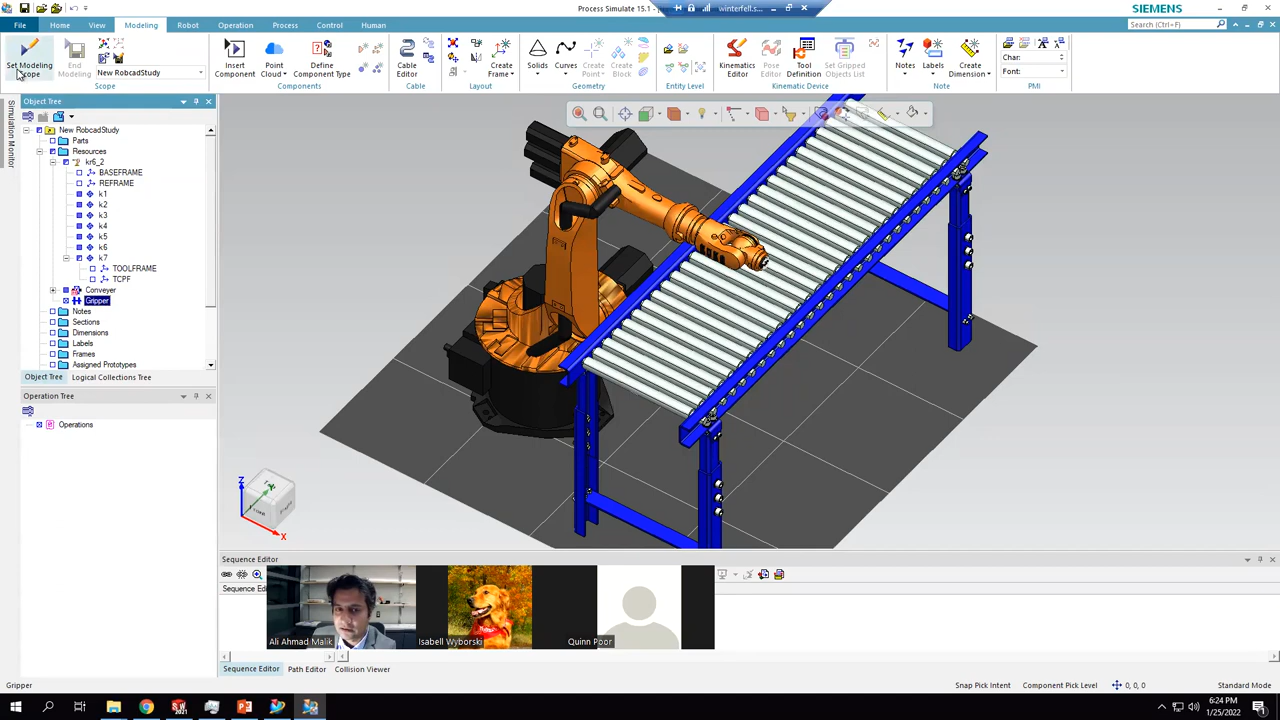 Process Simulate 15.1 -
winterfell.s
SIEMENS
File Home View Modeling Robot Operation Process Control Human
Search (Ctrl+F)
Set Modeling Scope
End Modeling
New RobcadStudy
Scope
Insert Component
Point Cloud
Define Component Type
Components
Cable Editor
Cable
Create Frame
Layout
Solids
Curves
Create Point
Create Blocks
Geometry
Entity Level
Kinematics Editor
Pose Editor
Tool Definition
Set Gripped Objects List
Kinematic Device
Notes
Labels
Create Dimension
Note
Char:
Font:
PMI
Simulation Monitor
Object Tree
New RobcadStudy
Parts
Resources
kr6_2
BASEFRAME
REFRAME
k1
k2
k3
k4
k5
k6
k7
TOOLFRAME
TCPF
Conveyer
Gripper
Notes
Sections
Dimensions
Labels
Frames
Assigned Prototypes
Object Tree Logical Collections Tree
Operation Tree
Operations
Z
X
Sequence Editor
Sequence Ed
Ali Ahmad Malik
Isabell Wyborski
Quinn Poor
Sequence Editor Path Editor Collision Viewer
Gripper
Snap Pick Intent Component Pick Level 0, 0, 0 Standard Mode
6:24 PM
1/25/2022